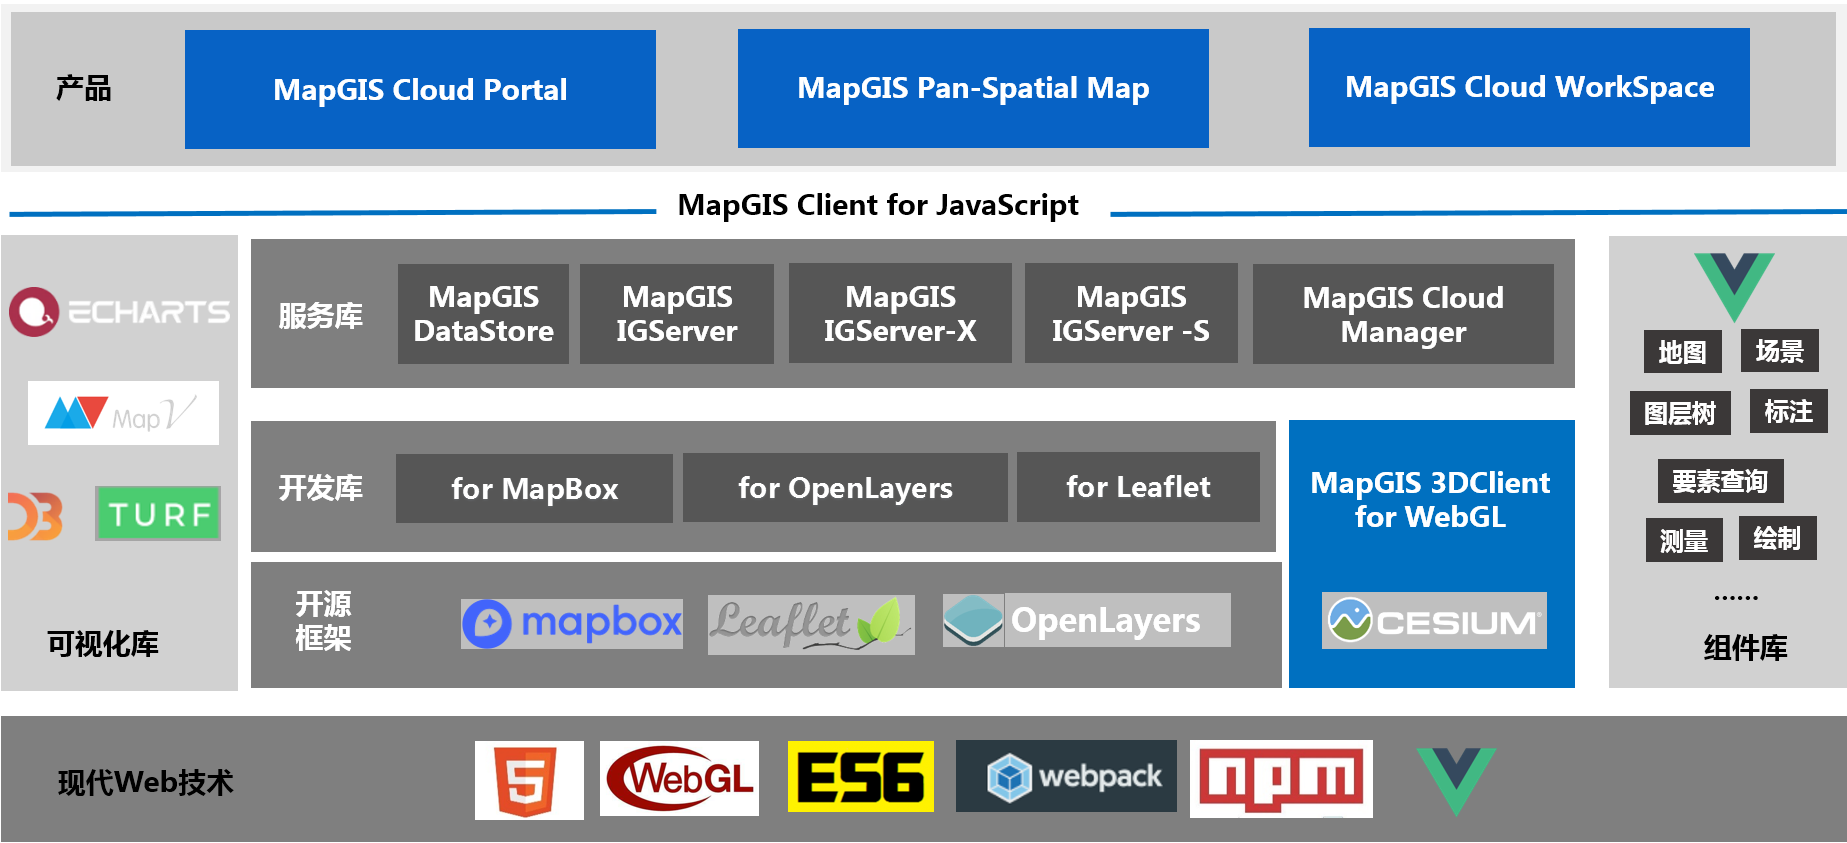 产品
MapGIS Cloud Portal
MapGIS Pan-Spatial Map
MapGIS Cloud WorkSpace
MapGIS Client for JavaScript
ECHARTS
MapV
D3
TURF
可视化库
服务库
MapGIS
DataStore
MapGIS
IGServer
MapGIS
IGServer-X
MapGIS
IGServer -S
MapGIS Cloud
Manager
开发库
for MapBox
for OpenLayers
for Leaflet
MapGIS 3DClient
for WebGL
开源
框架
mapbox
Leaflet
OpenLayers
CESIUM®
地图
场景
图层树
标注
要素查询
测量
绘制
......
组件库
现代Web技术
5
WebGL
ES6
webpack
npm